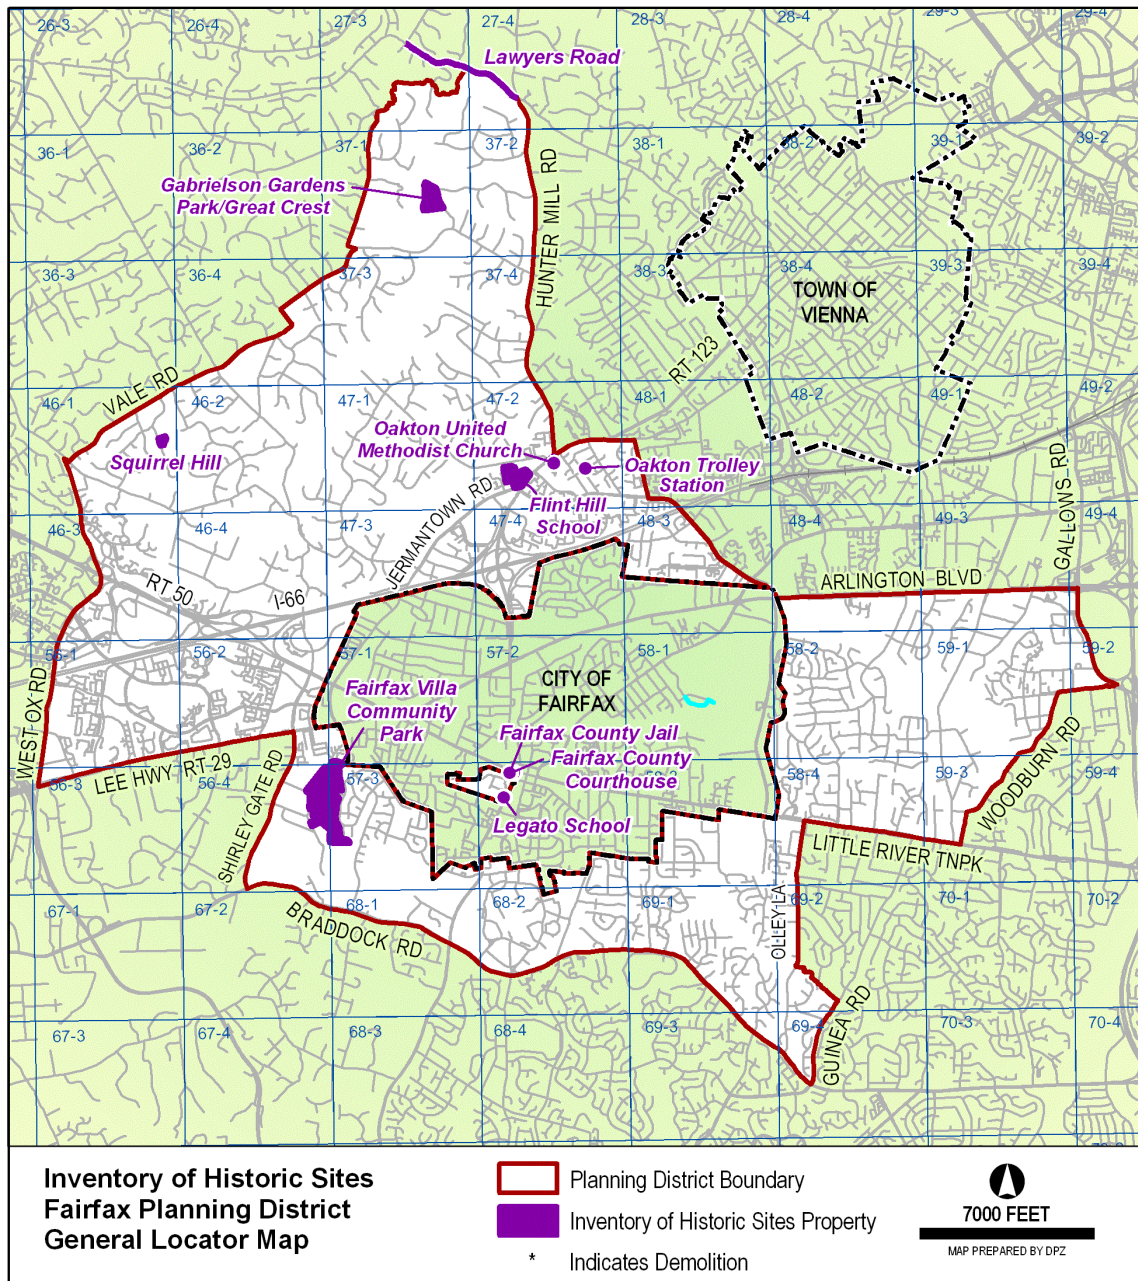 26-3
26-4
27-3
27-4
28-3
28-4
29-3
29-4
Lawyers Road
36-1
36-2
37-1
37-2
38-1
38-2
39-1
39-2
Gabrielson Gardens
Park/Great Crest
HUNTER MILL RD
36-3
36-4
37-3
37-4
38-3
38-4
39-3
39-4
TOWN OF
VIENNA
RT 123
VALE RD
46-1
46-2
47-1
47-2
48-1
48-2
49-1
49-2
Oakton United
Methodist Church
Squirrel Hill
Oakton Trolley
Station
Flint Hill
School
JERMANTOWN RD
GALLOWS RD
46-3
46-4
47-3
47-4
48-3
48-4
49-3
49-4
RT 50
I-66
ARLINGTON BLVD
56-1
56-2
57-1
57-2
58-1
58-2
59-1
59-2
CITY OF
FAIRFAX
WEST OX RD
Fairfax Villa
Community
Park
Fairfax County Jail
Fairfax County
Courthouse
Legato School
LEE HWY RT 29
SHIRLEY GATE RD
WOODBURN RD
56-3
56-4
57-3
58-4
59-3
59-4
LITTLE RIVER TNPK
67-1
67-2
68-1
68-2
69-1
69-2
70-1
70-2
BRADDOCK RD
OLLEY LA
GUINEA RD
67-3
67-4
68-3
68-4
69-3
69-4
70-3
70-4
Inventory of Historic Sites
Fairfax Planning District
General Locator Map
Planning District Boundary
Inventory of Historic Sites Property
* Indicates Demolition
7000 FEET
MAP PREPARED BY DPZ